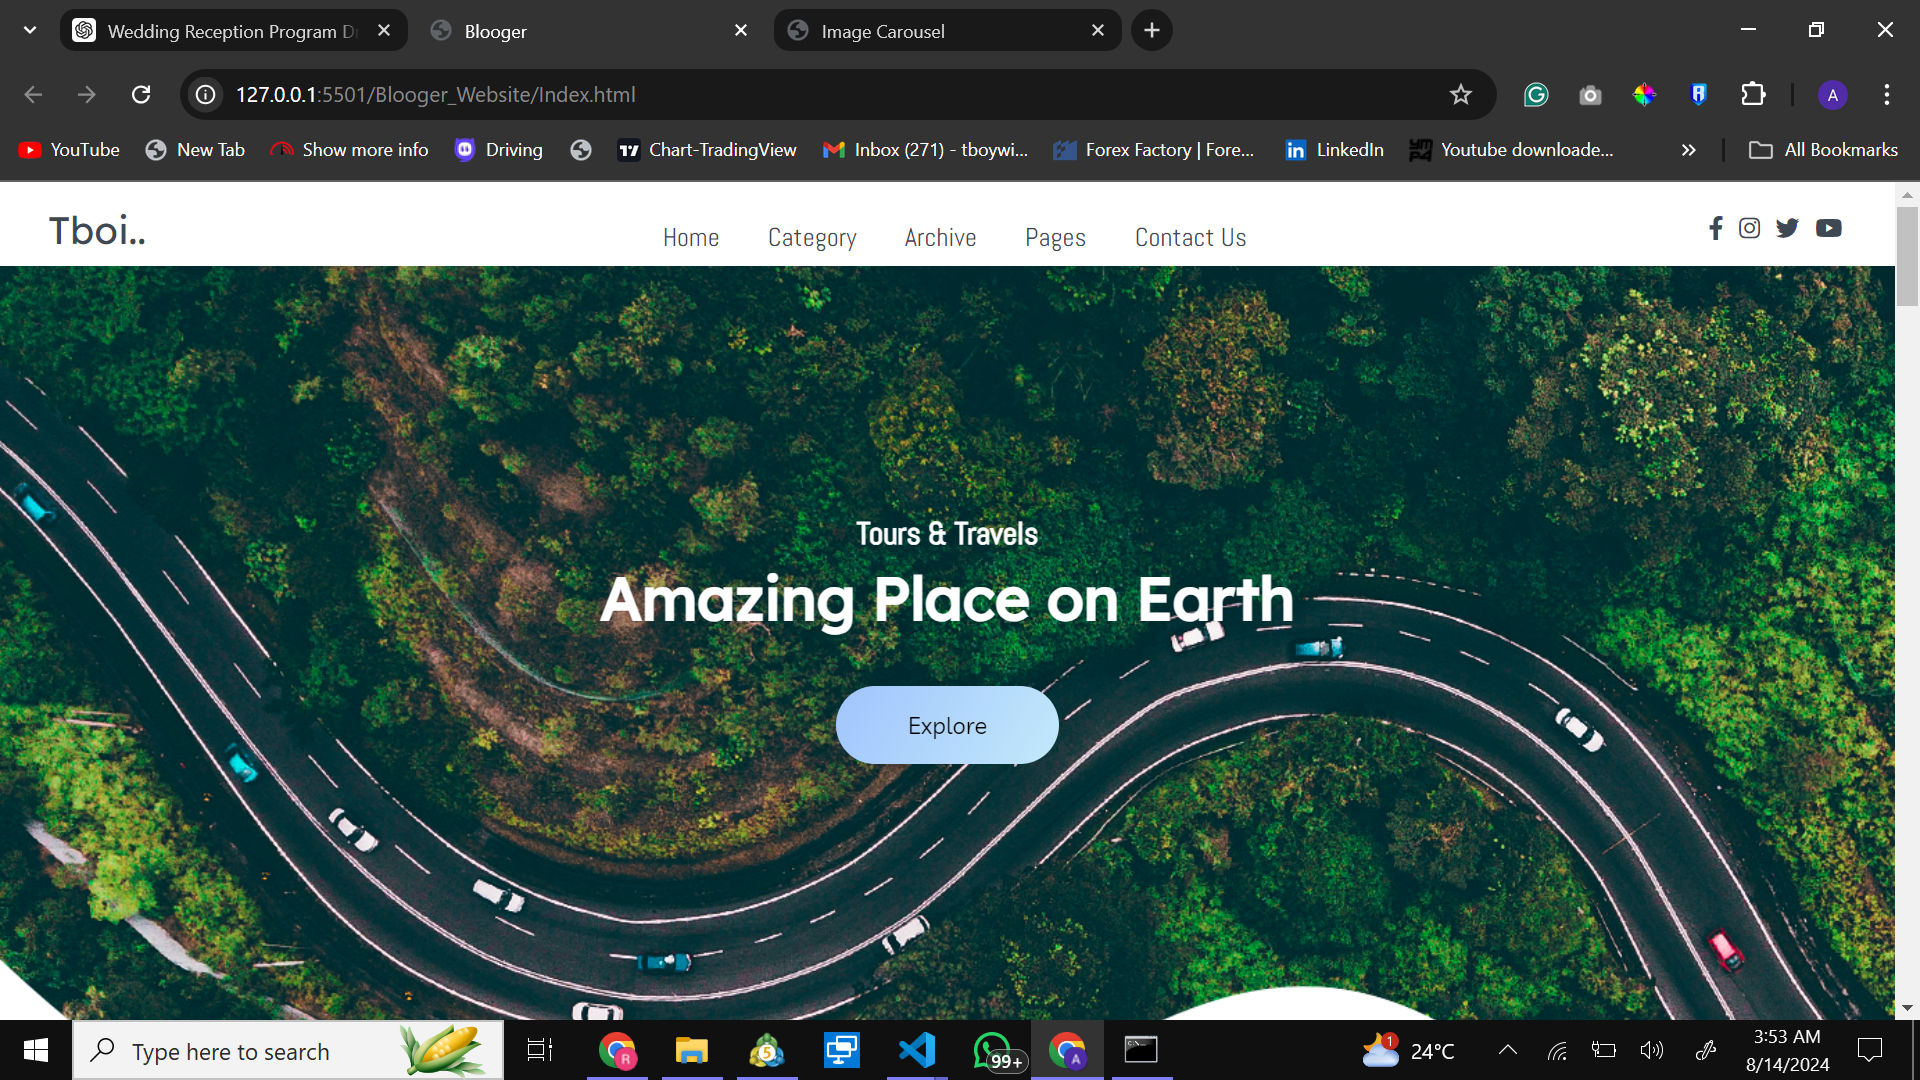 Wedding Reception Program Dr
Blooger
Image Carousel
127.0.0.1:5501/Blooger_Website/Index.html
A
YouTube
New Tab
Show more info
Driving
Chart-TradingView
Inbox (271) - tboywi...
Forex Factory | Fore...
LinkedIn
Youtube downloade...
All Bookmarks
Tboi..
Home
Category
Archive
Pages
Contact Us
Tours & Travels
Amazing Place on Earth
Explore
Type here to search
R
5
99+
A
1
24°C
3:53 AM
8/14/2024